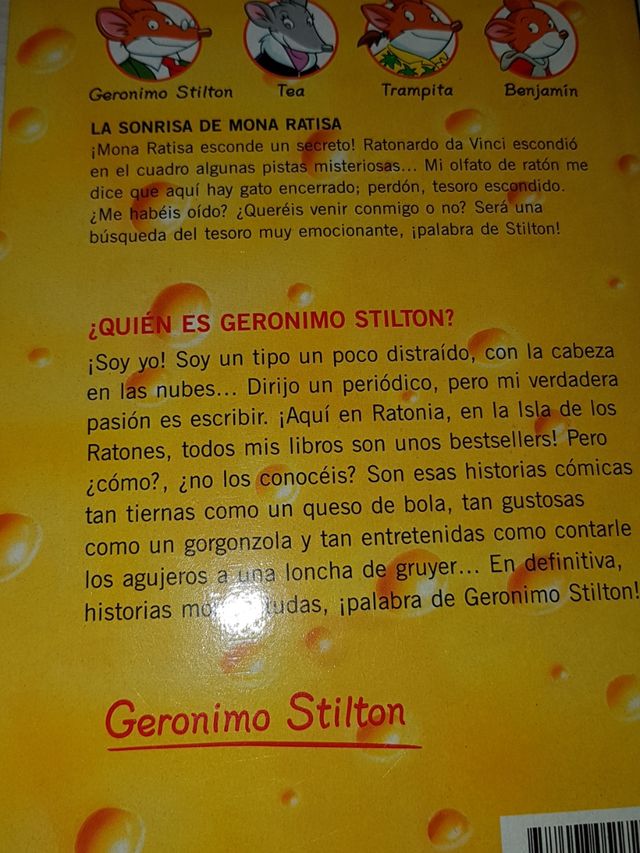 Geronimo Stilton Tea Trampita Benjamín
LA SONRISA DE MONA RATISA
¡Mona Ratisa esconde un secreto! Ratonardo da Vinci escondió
en el cuadro algunas pistas misteriosas... Mi olfato de ratón me
dice que aquí hay gato encerrado; perdón, tesoro escondido.
¿Me habéis oído? ¿Queréis venir conmigo o no? Será una
búsqueda del tesoro muy emocionante, ¡palabra de Stilton!
¿QUIÉN ES GERONIMO STILTON?
¡Soy yo! Soy un tipo un poco distraído, con la cabeza
en las nubes... Dirijo un periódico, pero mi verdadera
pasión es escribir. ¡Aquí en Ratonia, en la Isla de los
Ratones, todos mis libros son unos bestsellers! Pero
¿cómo?, ¿no los conocéis? Son esas historias cómicas
tan tiernas como un queso de bola, tan gustosas
como un gorgonzola y tan entretenidas como contarle
los agujeros a una loncha de gruyer... En definitiva,
historias ¡palabra de Geronimo Stilton!
Geronimo Stilton